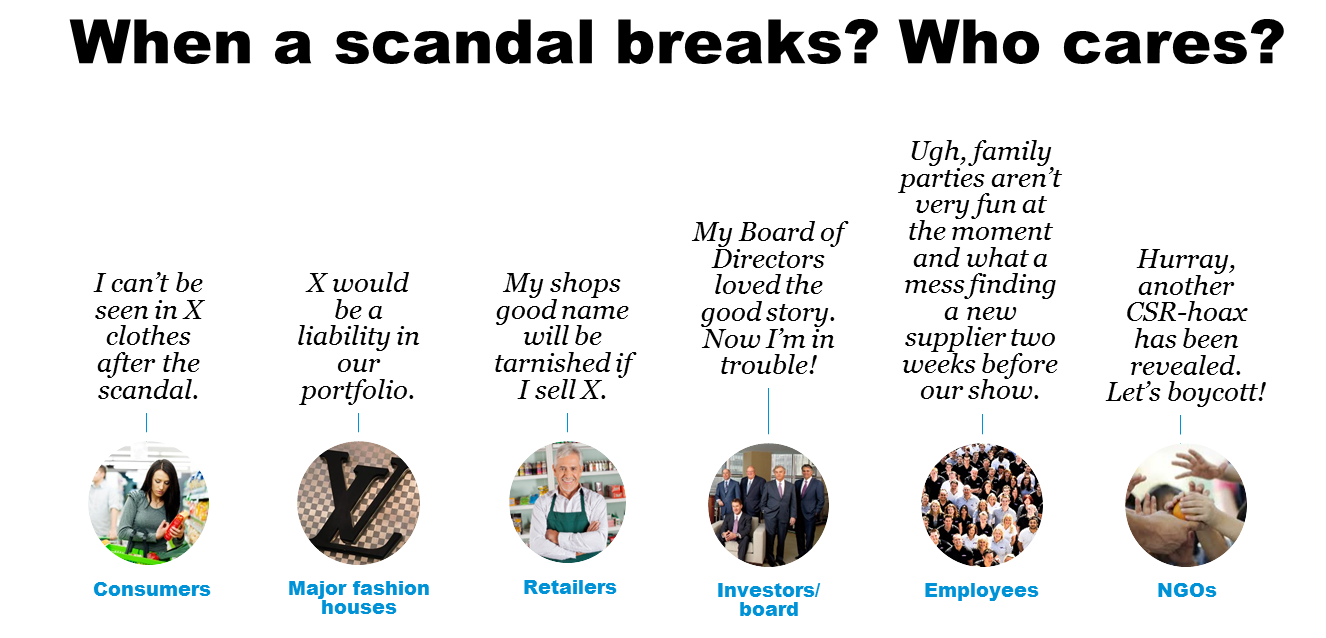 When a scandal breaks? Who cares?
I can’t be
seen in X
clothes
after the
scandal.
X would
be a
liability in
our
portfolio.
My shops
good name
will be
tarnished if
I sell X.
My Board of
Directors
loved the
good story.
Now I’m in
trouble!
Ugh, family
parties aren’t
very fun at
the moment
and what a
mess finding
a new
supplier two
weeks before
our show.
Hurray,
another
CSR-hoax
has been
revealed.
Let’s boycott!
LV
Consumers
Major fashion
houses
Retailers
Investors/
board
Employees
NGOs